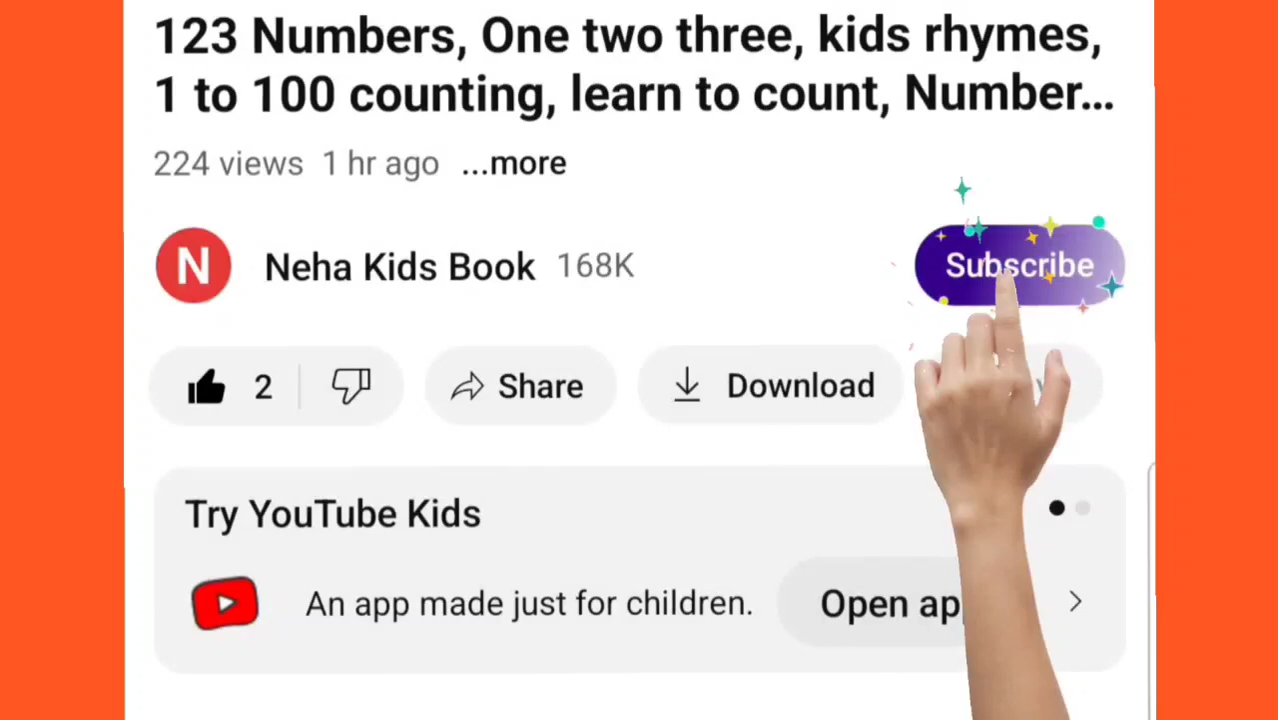 123 Numbers, One two three, kids rhymes,
1 to 100 counting, learn to count, Number...
224 views 1 hr ago ...more
N Neha Kids Book 168K Subscribe
2 Share Download
Try YouTube Kids
An app made just for children. Open ap